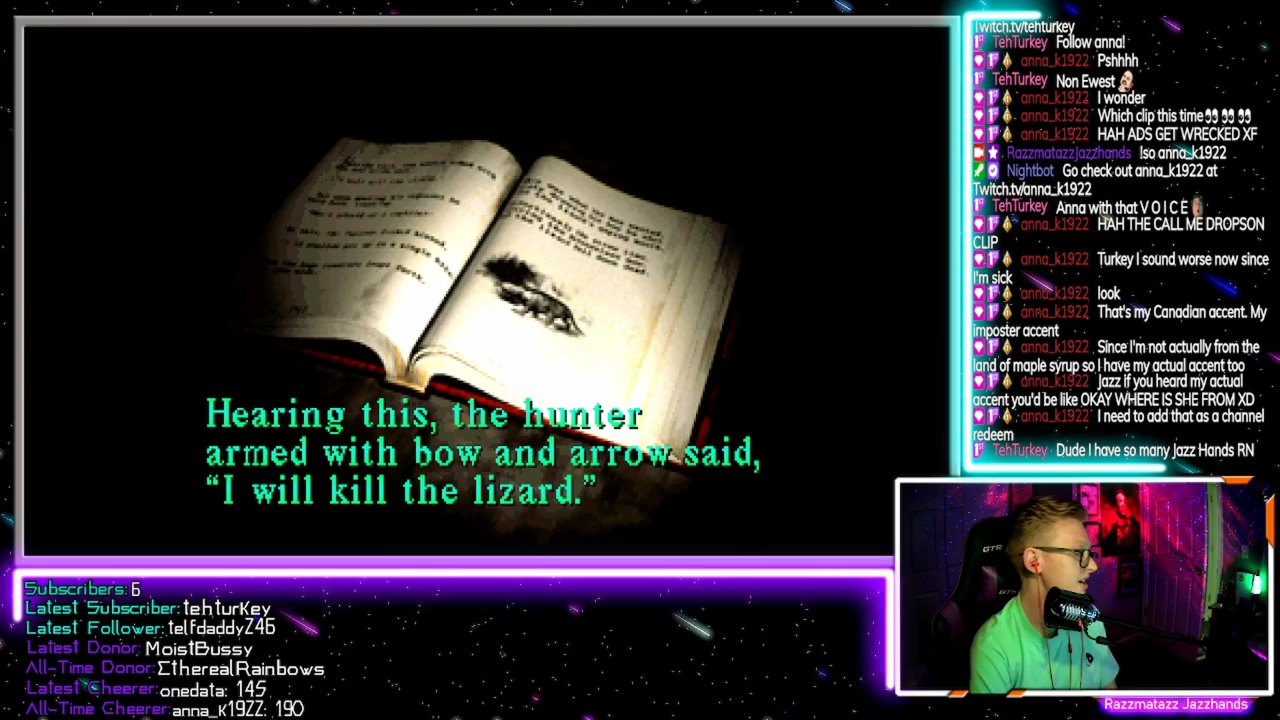 Hearing this, the hunter
armed with bow and arrow said,
“I will kill the lizard.”
Twitch.tv/tehturkey
TehTurkey Follow anna!
anna_k1922 Pshhhh
TehTurkey Non Ewest
anna_k1922 I wonder
anna_k1922 Which clip this time
anna_k1922 HAH ADS GET WRECKED XF
RazzmatazzJazzhands !so anna_k1922
Nightbot Go check out anna_k1922 at
Twitch.tv/anna_k1922
TehTurkey Anna with that V O I C E
anna_k1922 HAH THE CALL ME DROPSON
CLIP
anna_k1922 Turkey I sound worse now since
I'm sick
anna_k1922 look
anna_k1922 That's my Canadian accent. My
imposter accent
anna_k1922 Since I'm not actually from the
land of maple syrup so I have my actual accent too
anna_k1922 Jazz if you heard my actual
accent you'd be like OKAY WHERE IS SHE FROM XD
anna_k1922 I need to add that as a channel
redeem
TehTurkey Dude I have so many Jazz Hands RN
Subscribers: 6
Latest Subscriber: tehturkey
Latest Follower: telfdaddy246
Latest Donor: MoistBussy
All-Time Donor: EtherealRainbows
Latest Cheerer: onedata: 145
All-Time Cheerer: anna_k1922: 190
GTR
Razzmatazz Jazzhands